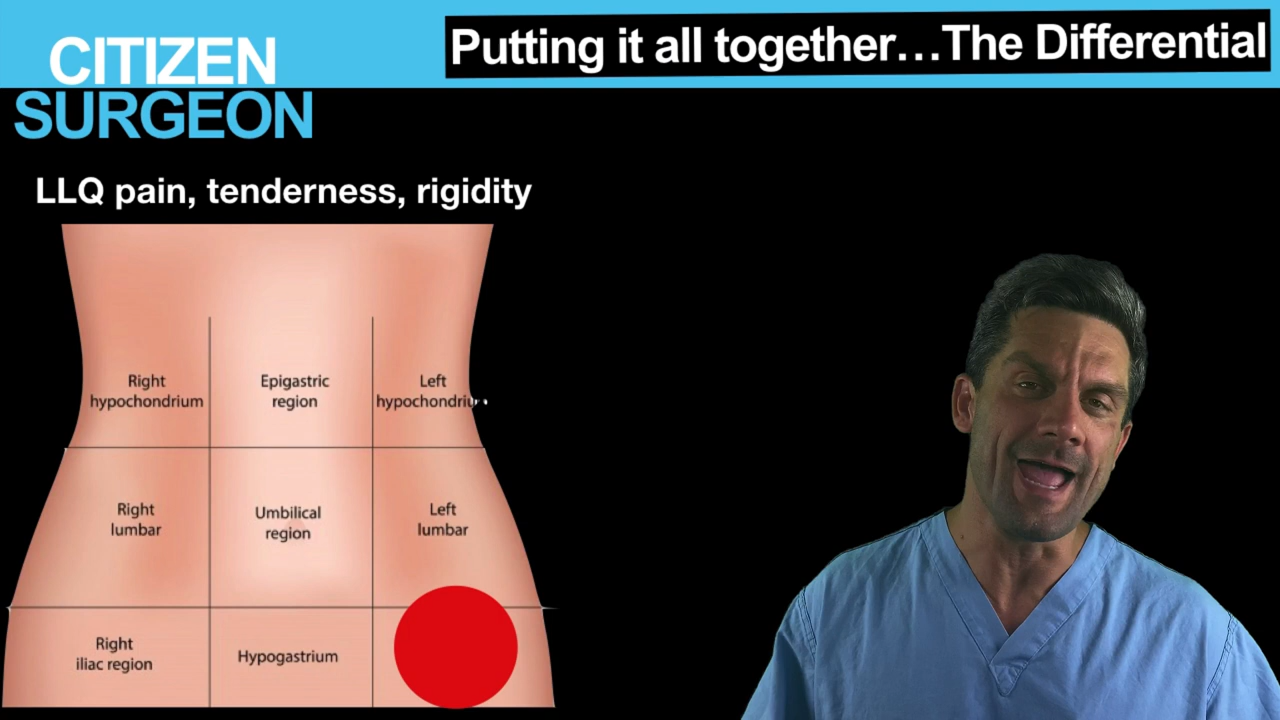 CITIZEN
SURGEON
Putting it all together…The Differential
LLQ pain, tenderness, rigidity
Right
hypochondrium
Epigastric
region
Left
Right
lumbar
Umbilical
region
Left
lumbar
Right
iliac region
Hypogastrium